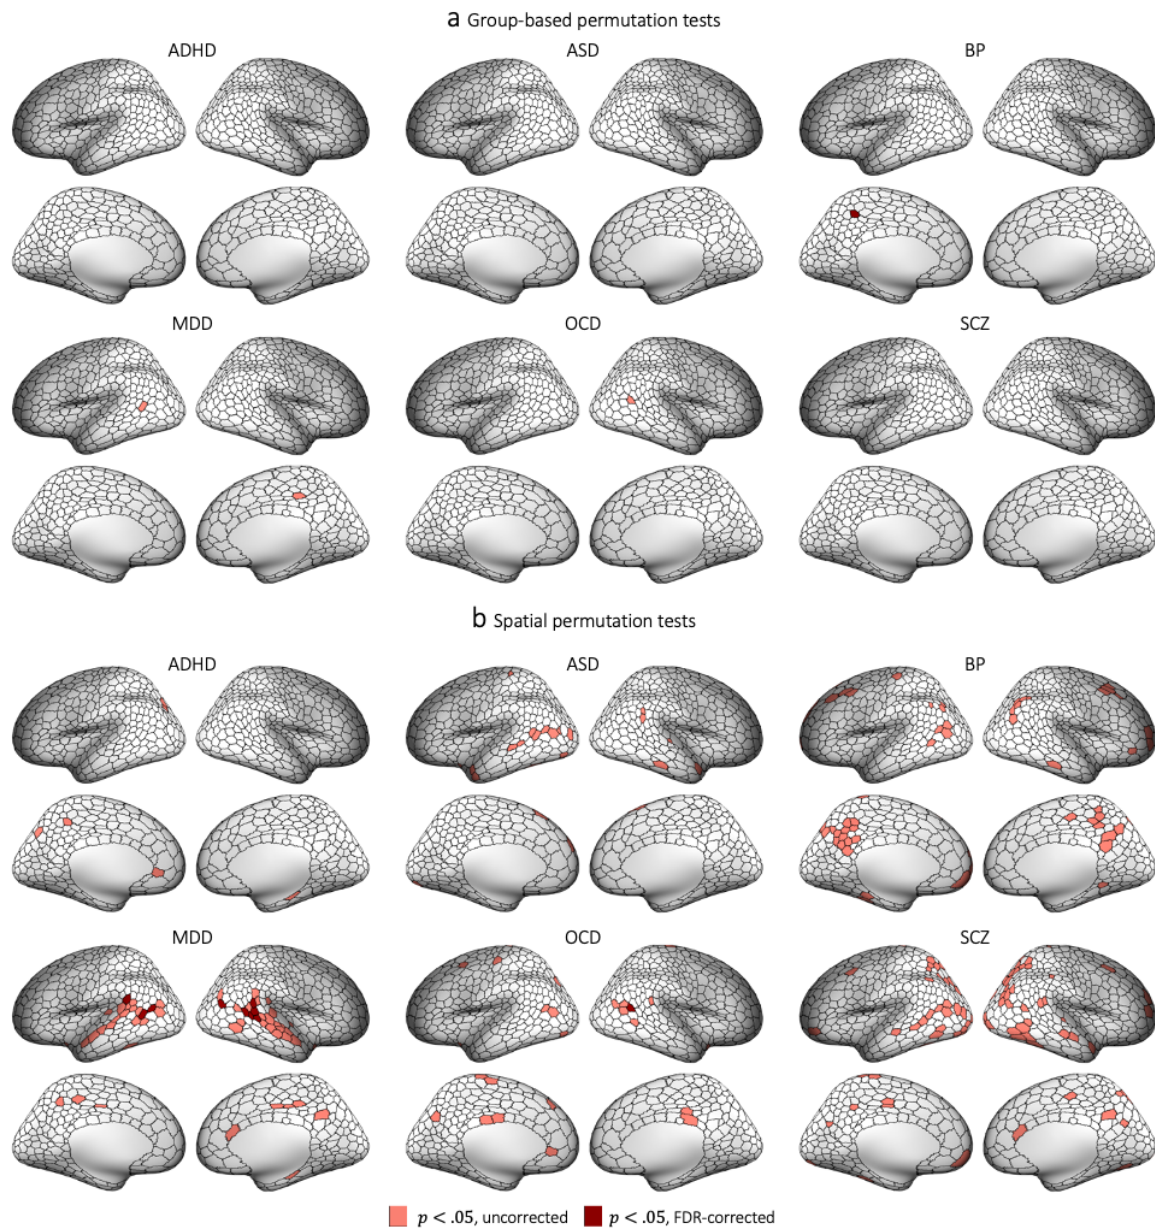 a Group-based permutation tests
ADHD ASD BP
MDD OCD SCZ
b Spatial permutation tests
ADHD ASD BP
MDD OCD SCZ
p < .05, uncorrected p < .05, FDR-corrected